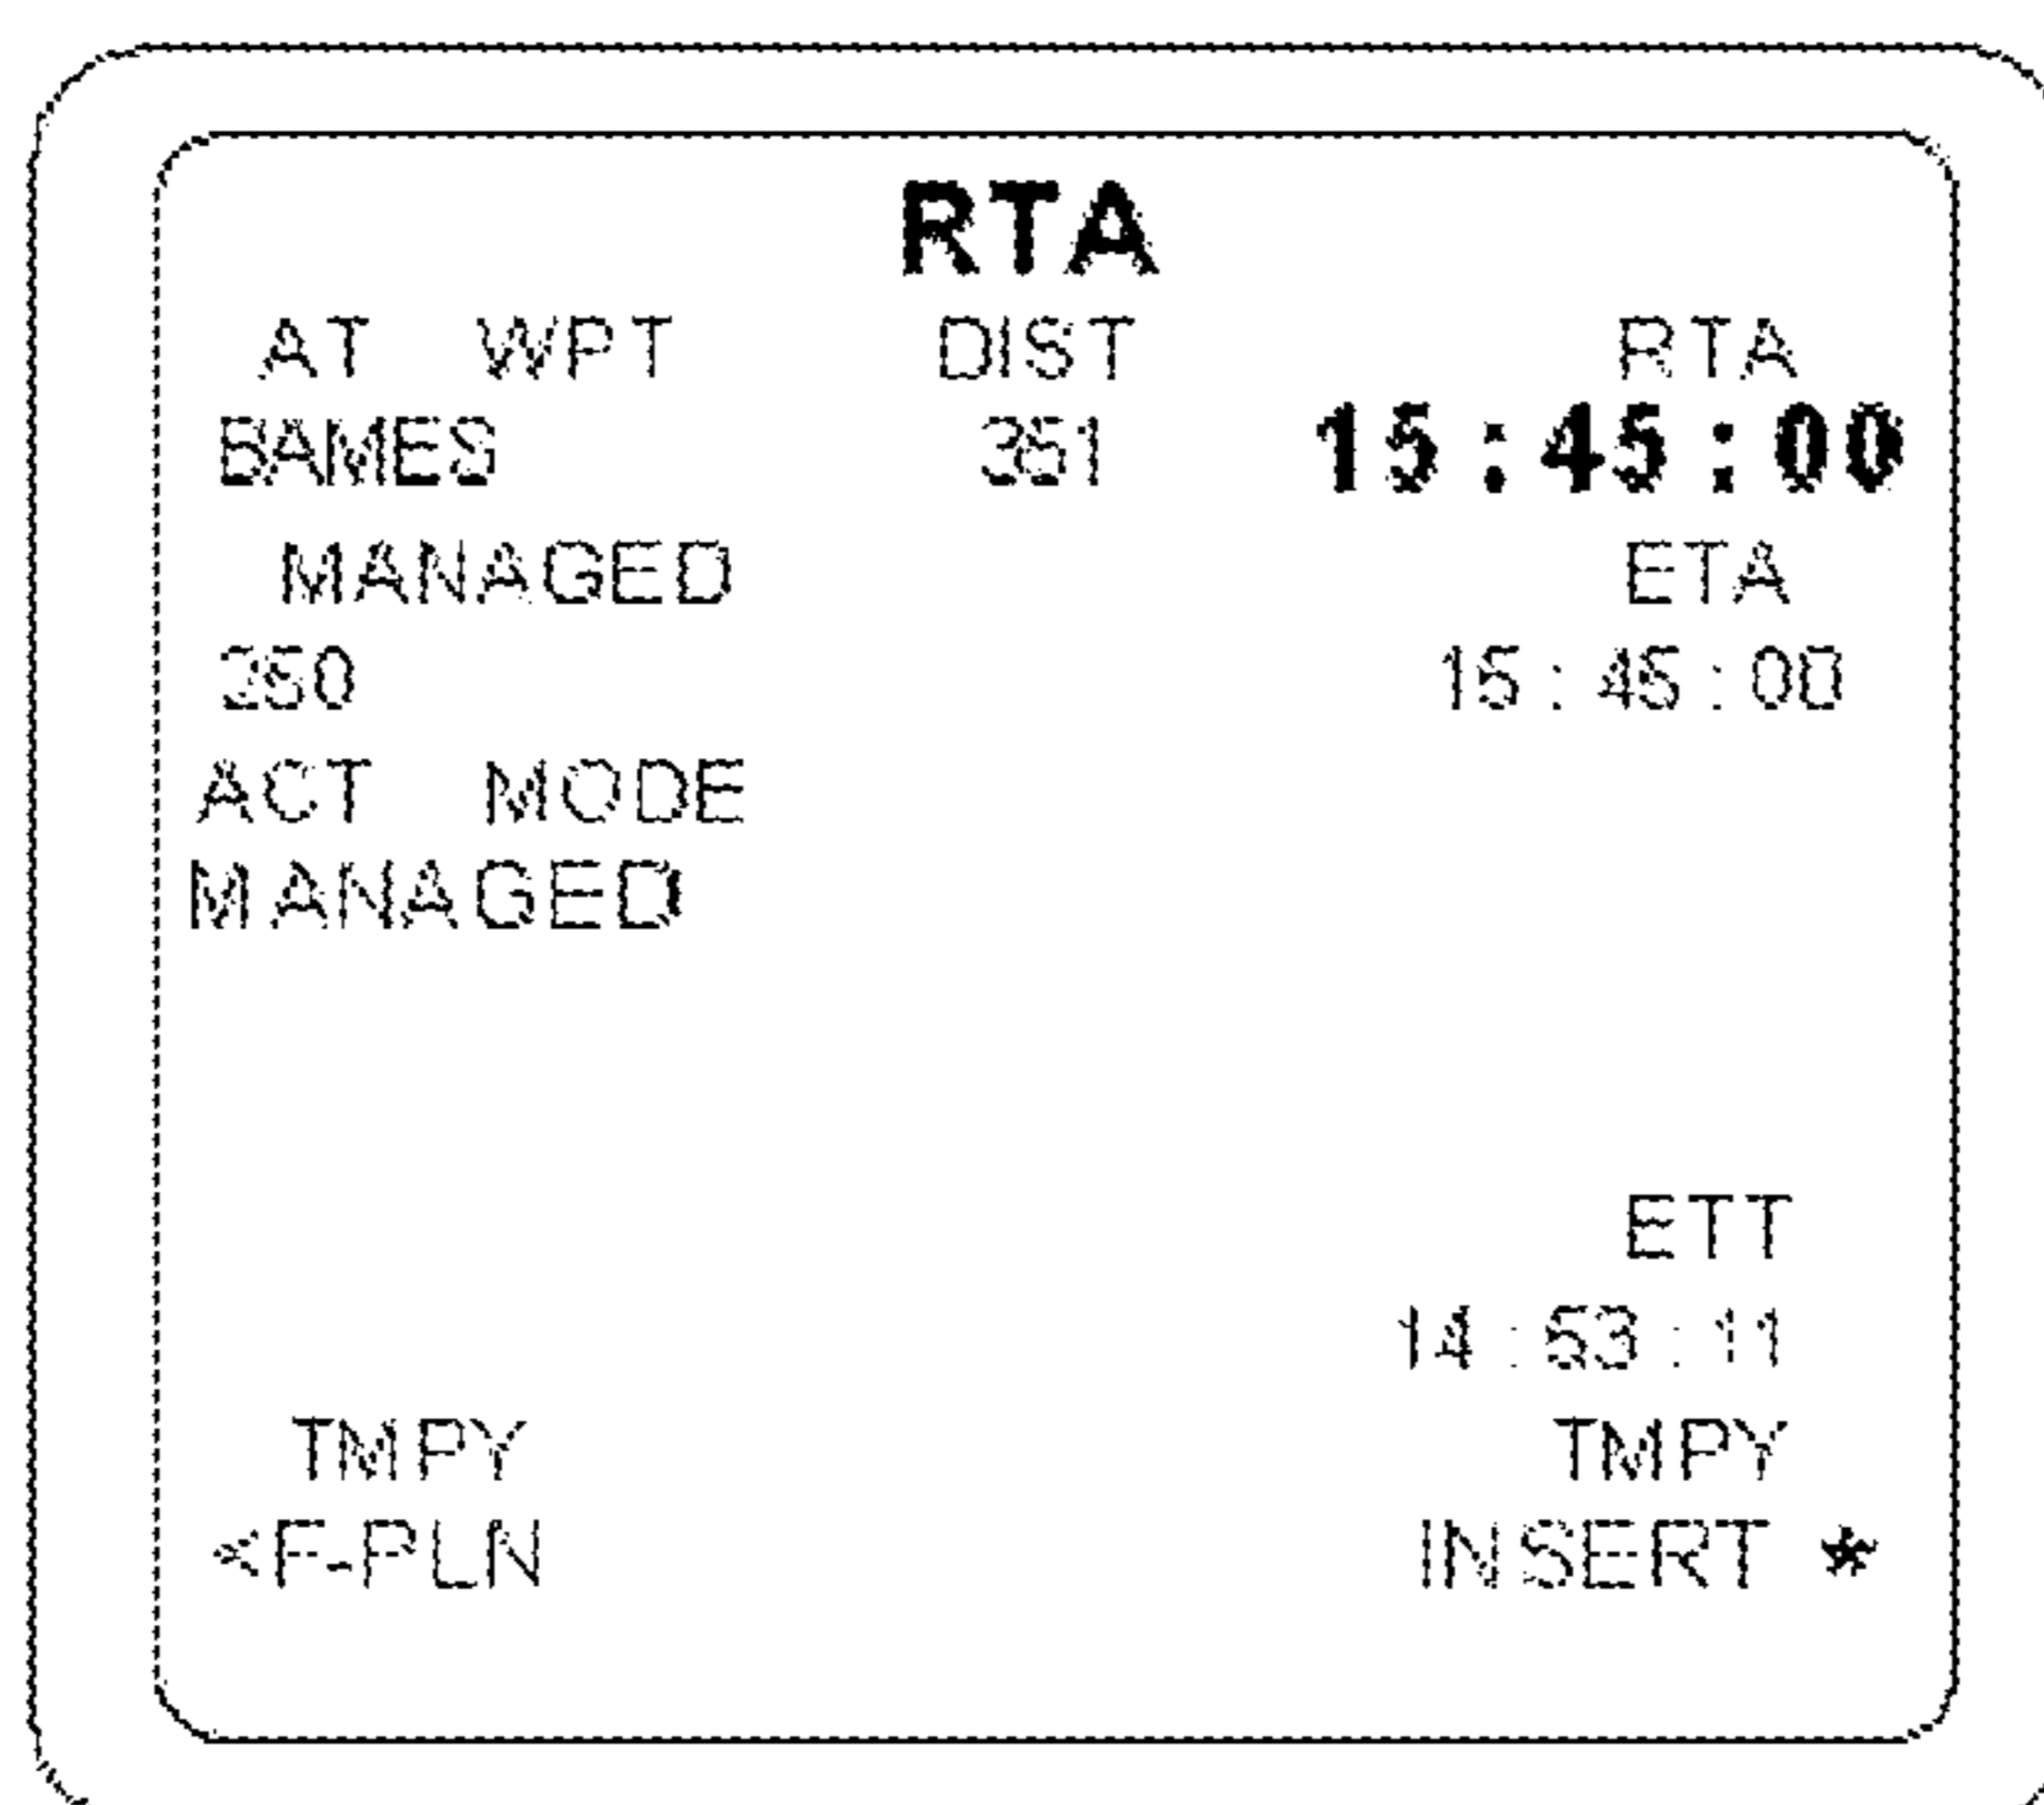 RTA
AT WPT DIST RTA
BAMES 351 15:45:00
MANAGED ETA
250 15:45:00
ACT MODE
MANAGED
ETT
14:53:11
TMPY TMPY
<F-PLN INSERT *